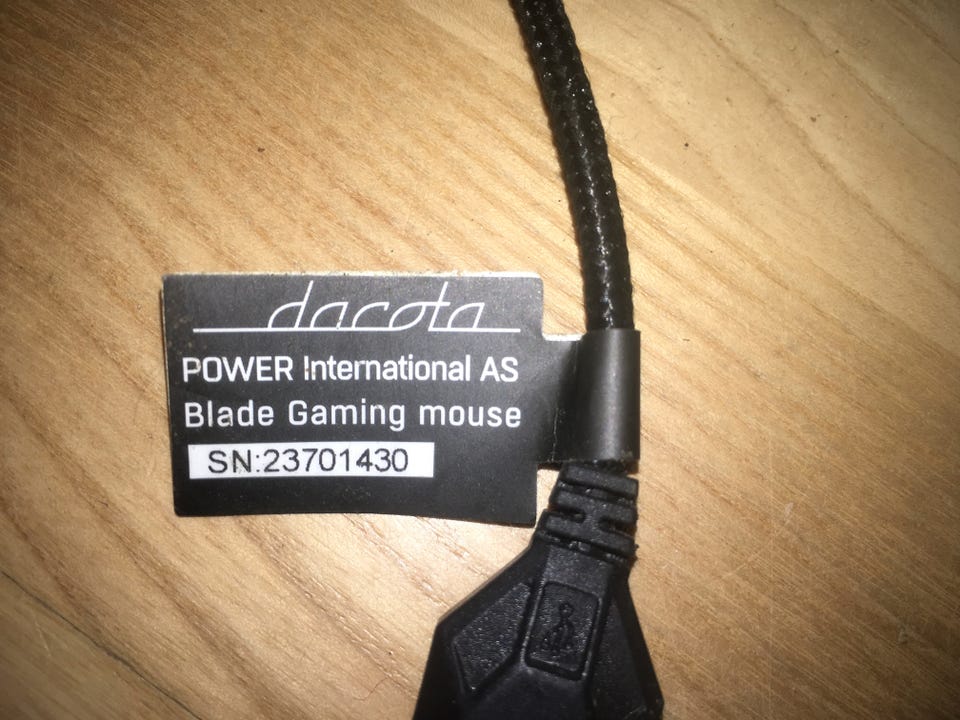 dacota
POWER International AS
Blade Gaming mouse
SN:23701430